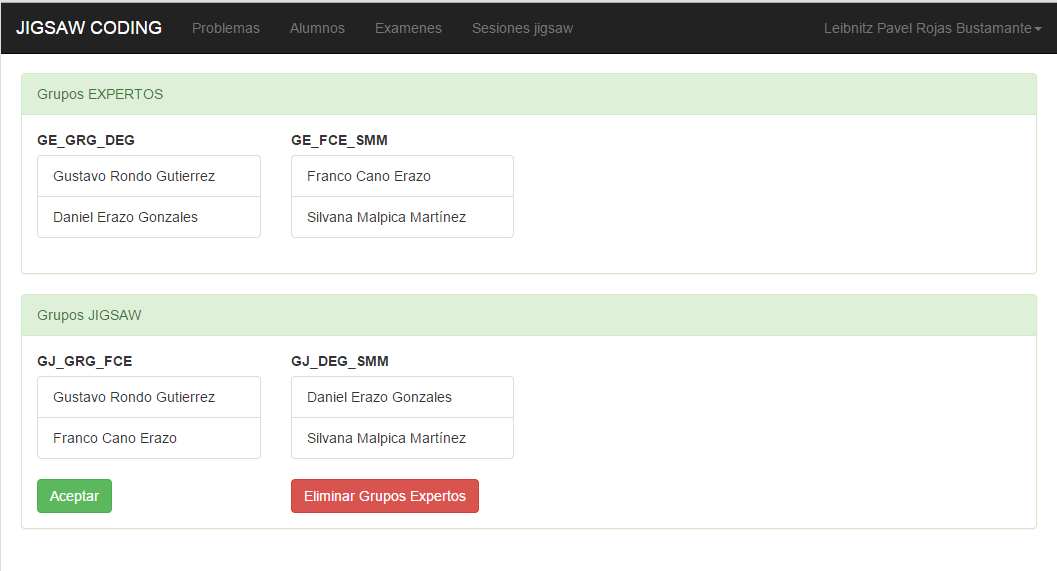 JIGSAW CODING Problemas Alumnos Examenes Sesiones jigsaw Leibnitz Pavel Rojas Bustamante
Grupos EXPERTOS
GE_GRG_DEG GE_FCE_SMM
Gustavo Rondo Gutierrez Franco Cano Erazo
Daniel Erazo Gonzales Silvana Malpica Martínez
Grupos JIGSAW
GJ_GRG_FCE GJ_DEG_SMM
Gustavo Rondo Gutierrez Daniel Erazo Gonzales
Franco Cano Erazo Silvana Malpica Martínez
Aceptar Eliminar Grupos Expertos